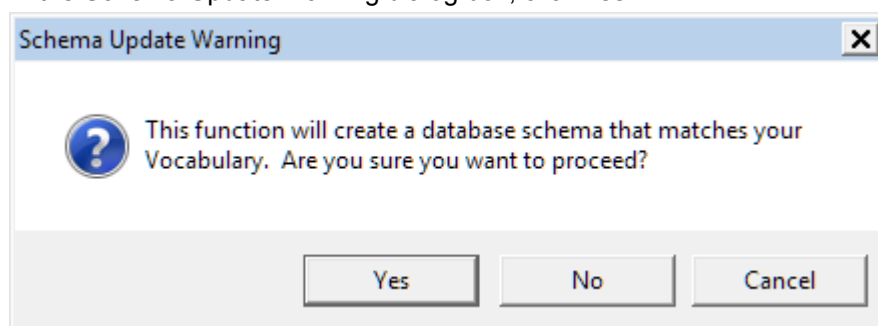 Schema Update Warning
This function will create a database schema that matches your
Vocabulary.  Are you sure you want to proceed?
Yes
No
Cancel